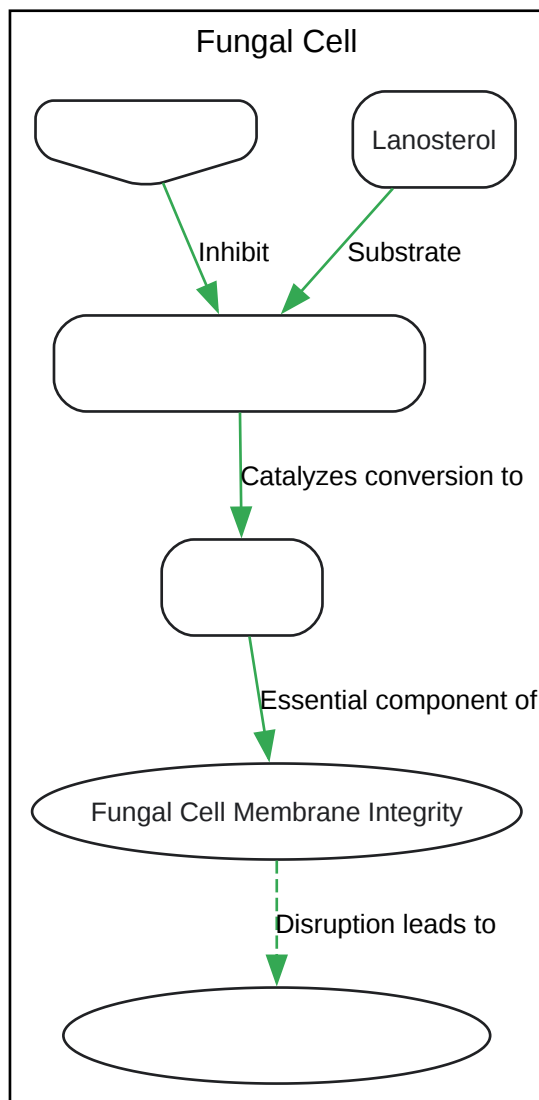 Fungal Cell
Lanosterol
Inhibit
Substrate
Catalyzes conversion to
Essential component of
Fungal Cell Membrane Integrity
Disruption leads to